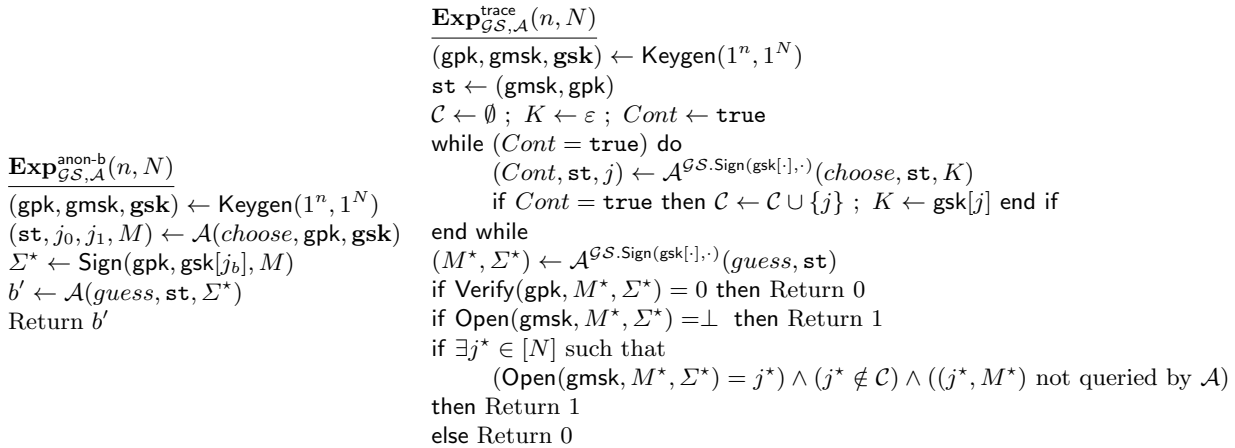 Exp^{anon-b}_{GS,A}(n, N)
(gpk, gmsk, gsk) ← Keygen(1^n, 1^N)
(st, j_0, j_1, M) ← A(choose, gpk, gsk)
Σ^⋆ ← Sign(gpk, gsk[j_b], M)
b′ ← A(guess, st, Σ^⋆)
Return b′
Exp^{trace}_{GS,A}(n, N)
(gpk, gmsk, gsk) ← Keygen(1^n, 1^N)
st ← (gmsk, gpk)
C ← ∅ ; K ← ε ; Cont ← true
while (Cont = true) do
(Cont, st, j) ← A^{GS.Sign(gsk[·],·)}(choose, st, K)
if Cont = true then C ← C ∪ {j} ; K ← gsk[j] end if
end while
(M^⋆, Σ^⋆) ← A^{GS.Sign(gsk[·],·)}(guess, st)
if Verify(gpk, M^⋆, Σ^⋆) = 0 then Return 0
if Open(gmsk, M^⋆, Σ^⋆) =⊥ then Return 1
if ∃j^⋆ ∈ [N] such that
(Open(gmsk, M^⋆, Σ^⋆) = j^⋆) ∧ (j^⋆ ∉ C) ∧ ((j^⋆, M^⋆) not queried by A)
then Return 1
else Return 0